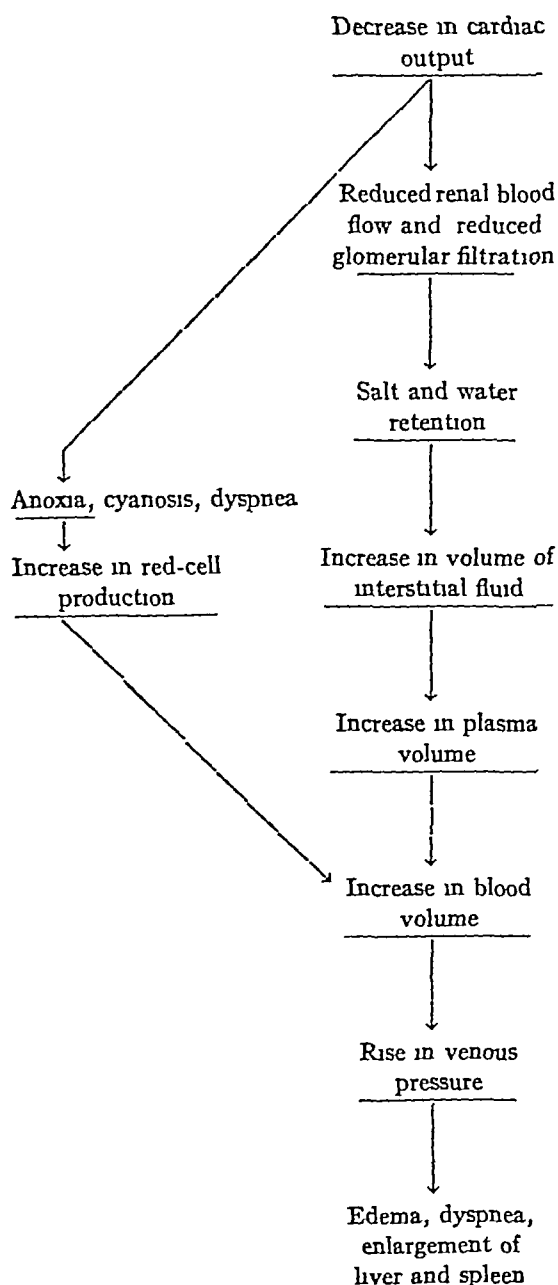 Decrease in cardiac
output
Reduced renal blood
flow and reduced
glomerular filtration
Salt and water
retention
Anoxia, cyanosis, dyspnea
Increase in red-cell
production
Increase in volume of
interstitial fluid
Increase in plasma
volume
Increase in blood
volume
Rise in venous
pressure
Edema, dyspnea,
enlargement of
liver and spleen